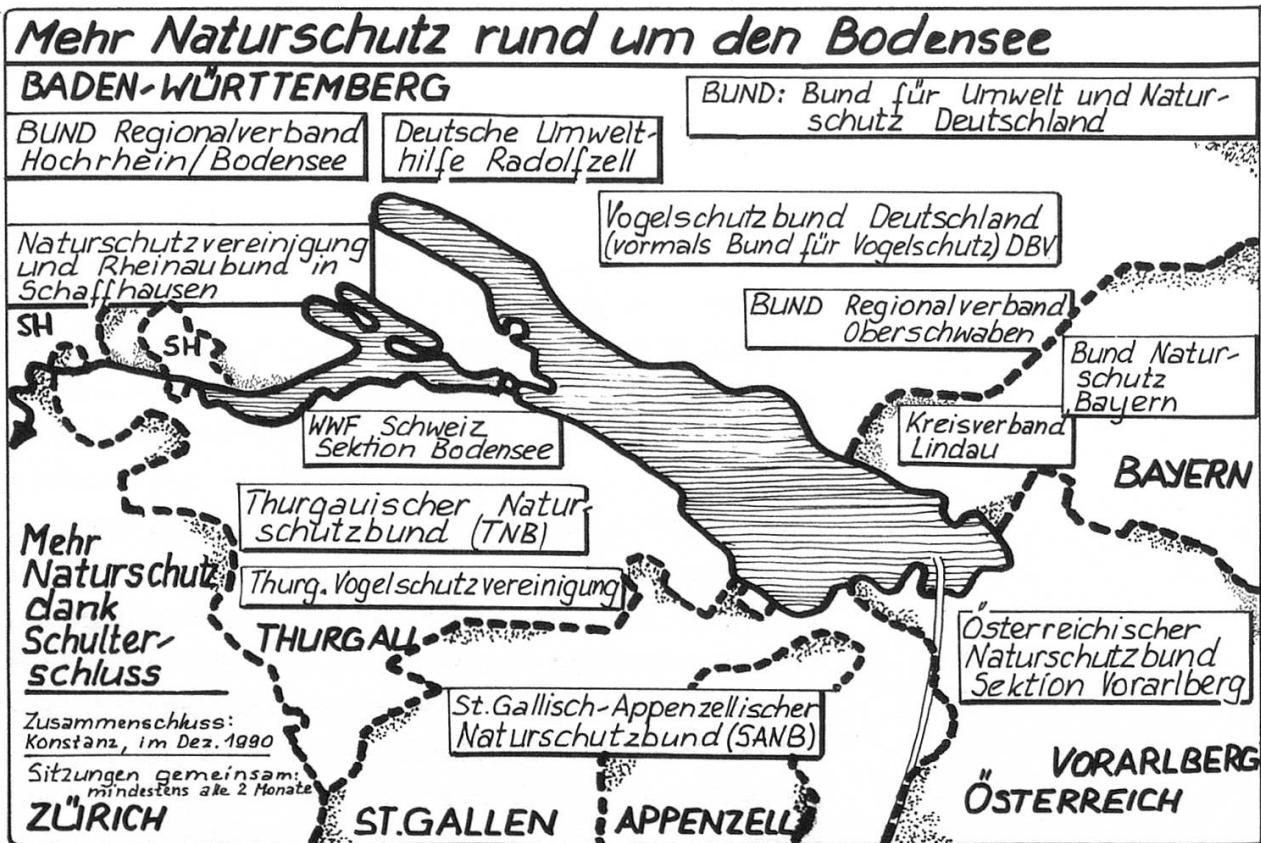 Mehr Naturschutz rund um den Bodensee
BADEN-WÜRTTEMBERG
BUND: Bund für Umwelt und Natur-
schutz Deutschland
BUND Regionalverband
Hochrhein/Bodensee
Deutsche Umwelt-
hilfe Radolfzell
Vogelschutzbund Deutschland
(vormals Bund für Vogelschutz) DBV
Naturschutzvereinigung
und Rheinaubund in
Schaffhausen
SH
SH
BUND Regionalverband
Oberschwaben
Bund Natur-
schutz
Bayern
Kreisverband
Lindau
BAYERN
WWF Schweiz
Sektion Bodensee
Thurgauischer Natur-
schutzbund (TNB)
Thurg. Vogelschutzvereinigung
THURGAU
Mehr
Naturschutz
dank
Schulter-
schluss
Zusammenschluss:
Konstanz, im Dez. 1990
Sitzungen gemeinsam:
mindestens alle 2 Monate
Österreichischer
Naturschutzbund
Sektion Vorarlberg
St.Gallisch-Appenzellischer
Naturschutzbund (SANB)
VORARLBERG
ÖSTERREICH
ZÜRICH
ST.GALLEN
APPENZELL